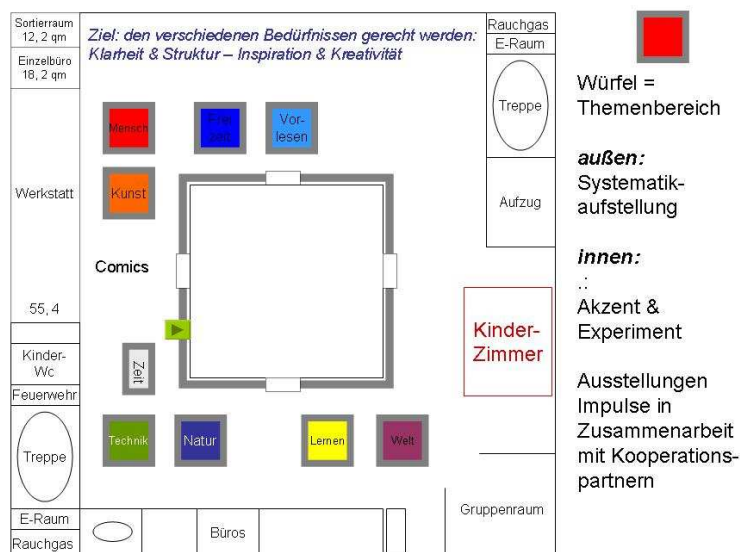 Sortierraum
12, 2 qm
Einzelbüro
18, 2 qm
Ziel: den verschiedenen Bedürfnissen gerecht werden:
Klarheit & Struktur – Inspiration & Kreativität
Rauchgas
E-Raum
Treppe
Aufzug
Mensch
Frei-
zeit
Vor-
lesen
Kunst
Werkstatt
Comics
55, 4
Kinder-
Wc
Feuerwehr
Treppe
E-Raum
Rauchgas
Zeit
Technik
Natur
Lernen
Welt
Kinder-
Zimmer
Büros
Gruppenraum
Würfel =
Themenbereich
außen:
Systematik-
aufstellung
innen:
.:
Akzent &
Experiment
Ausstellungen
Impulse in
Zusammenarbeit
mit Kooperations-
partnern